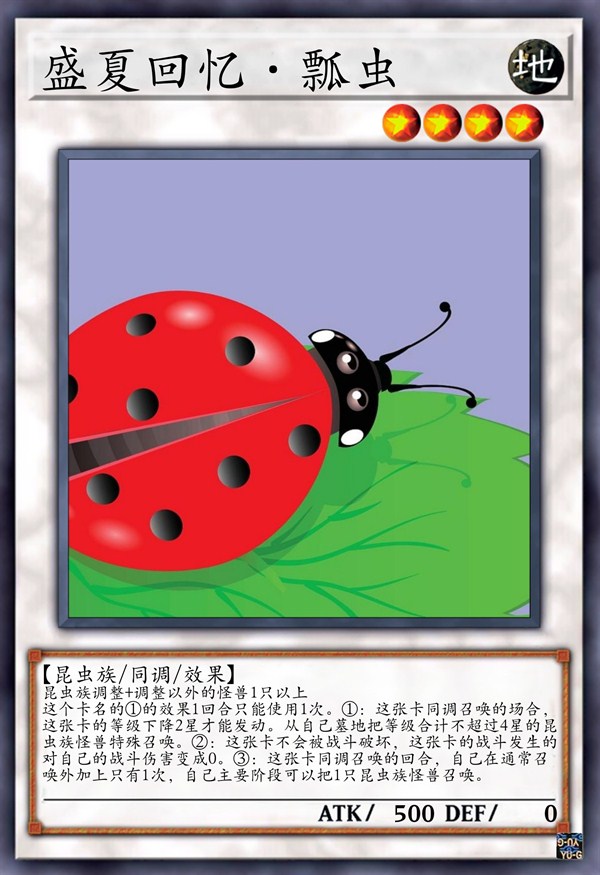 盛夏回忆·瓢虫
地
【昆虫族/同调/效果】
昆虫族调整+调整以外的怪兽1只以上
这个卡名的①的效果1回合只能使用1次。①：这张卡同调召唤的场合，
这张卡的等级下降2星才能发动。从自己墓地把等级合计不超过4星的昆
虫族怪兽特殊召唤。②：这张卡不会被战斗破坏，这张卡的战斗发生的
对自己的战斗伤害变成0。③：这张卡同调召唤的回合，自己在通常召
唤外加上只有1次，自己主要阶段可以把1只昆虫族怪兽召唤。
ATK/ 500 DEF/ 0
YU-G